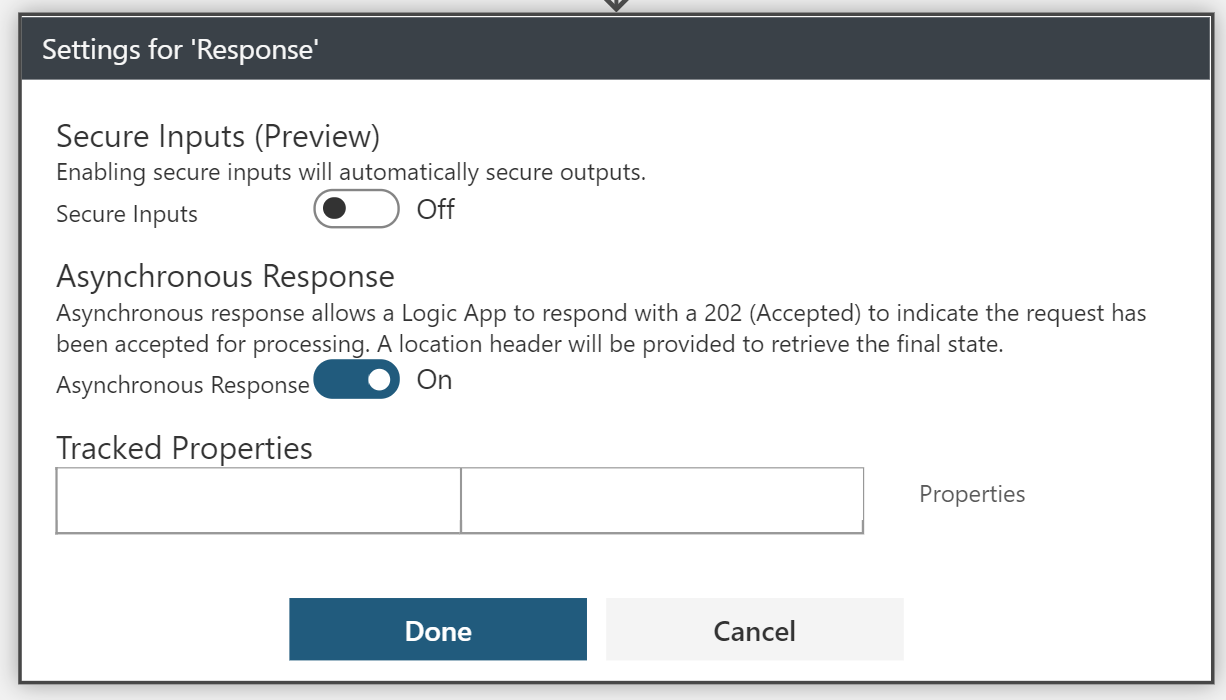 Settings for 'Response'
Secure Inputs (Preview)
Enabling secure inputs will automatically secure outputs.
Secure Inputs Off
Asynchronous Response
Asynchronous response allows a Logic App to respond with a 202 (Accepted) to indicate the request has
been accepted for processing. A location header will be provided to retrieve the final state.
Asynchronous Response On
Tracked Properties
Properties
Done Cancel